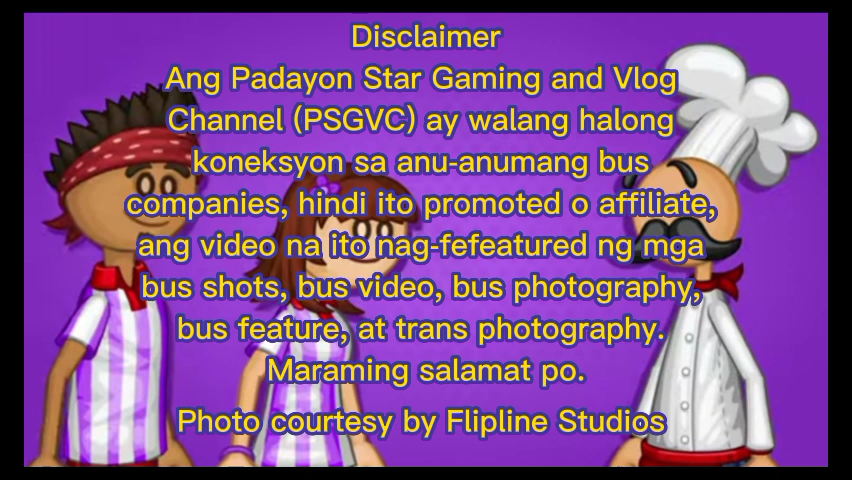 Disclaimer
Ang Padayon Star Gaming and Vlog
Channel (PSGVC) ay walang halong
koneksyon sa anu-anumang bus
companies, hindi ito promoted o affiliate,
ang video na ito nag-fefeatured ng mga
bus shots, bus video, bus photography,
bus feature, at trans photography.
Maraming salamat po.
Photo courtesy by Flipline Studios